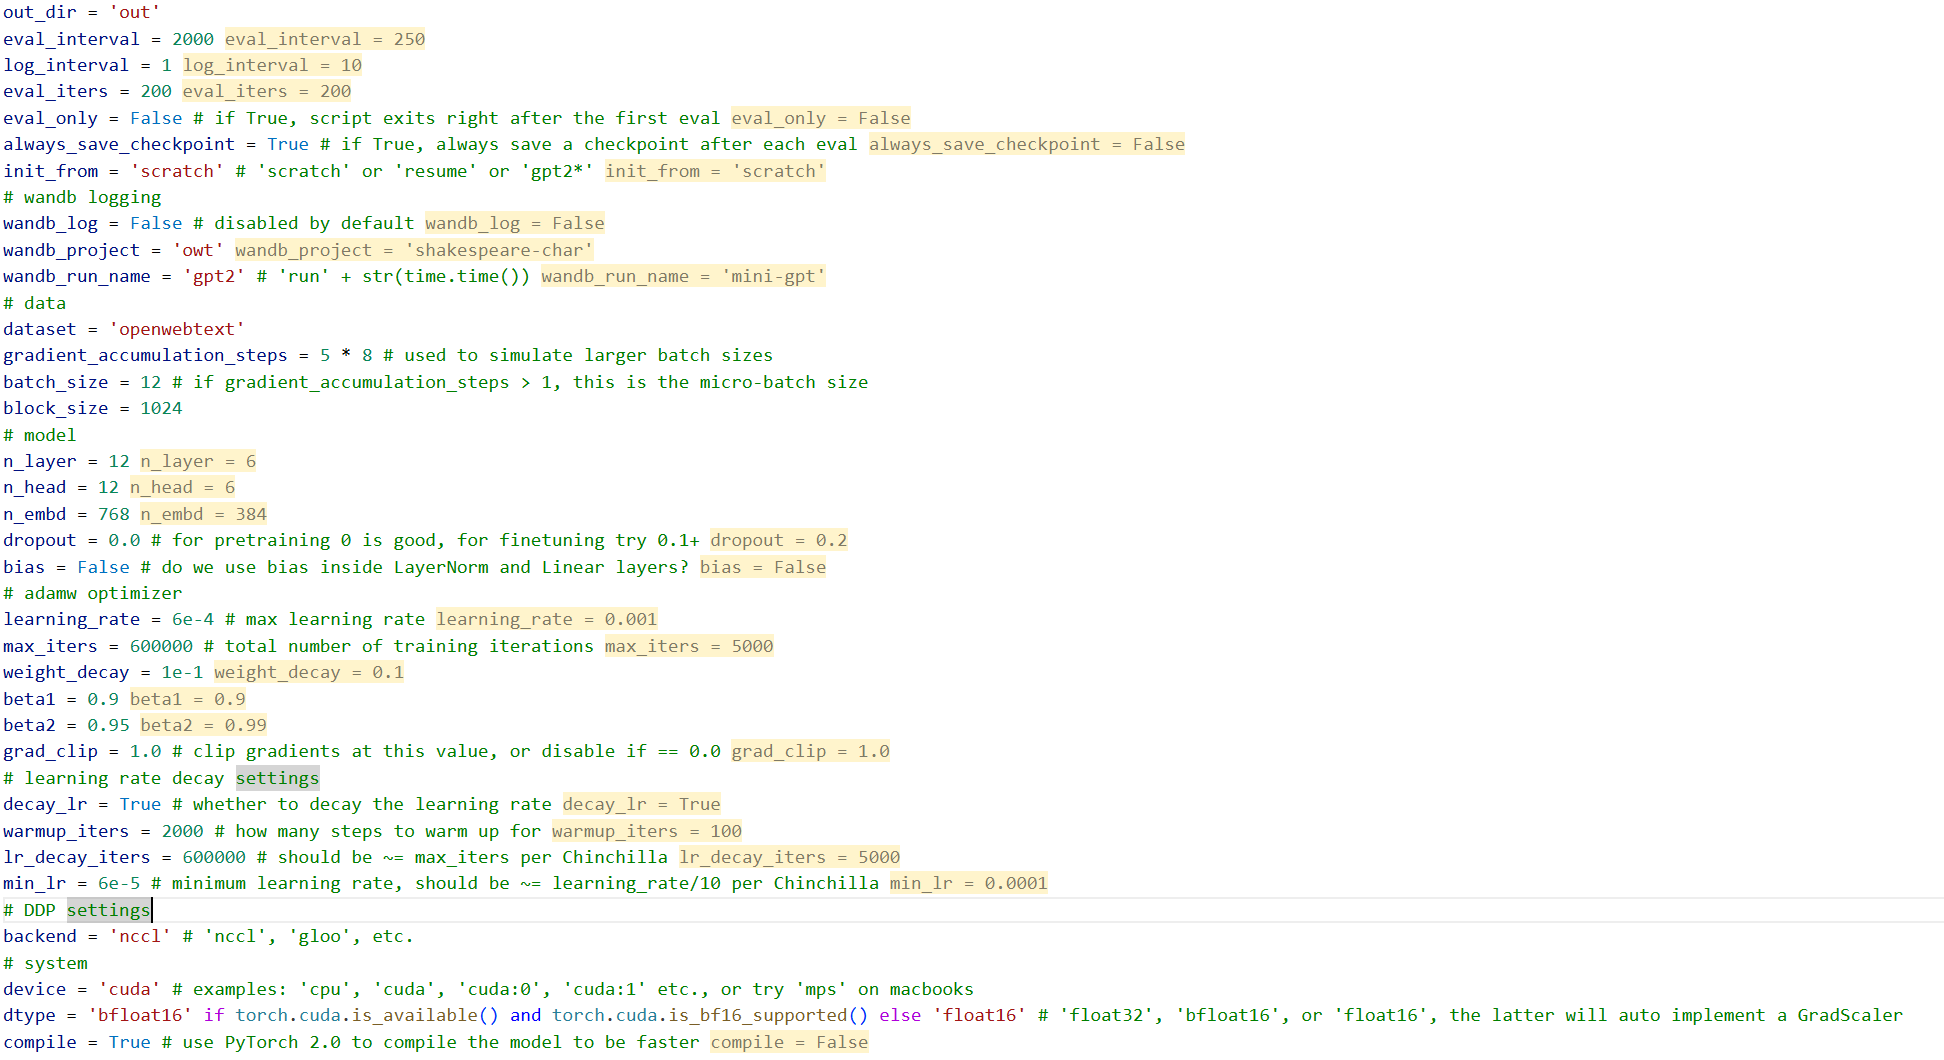 out_dir = 'out'
eval_interval = 2000 eval_interval = 250
log_interval = 1 log_interval = 10
eval_iters = 200 eval_iters = 200
eval_only = False # if True, script exits right after the first eval eval_only = False
always_save_checkpoint = True # if True, always save a checkpoint after each eval always_save_checkpoint = False
init_from = 'scratch' # 'scratch' or 'resume' or 'gpt2*' init_from = 'scratch'
# wandb logging
wandb_log = False # disabled by default wandb_log = False
wandb_project = 'owt' wandb_project = 'shakespeare-char'
wandb_run_name = 'gpt2' # 'run' + str(time.time()) wandb_run_name = 'mini-gpt'
# data
dataset = 'openwebtext'
gradient_accumulation_steps = 5 * 8 # used to simulate larger batch sizes
batch_size = 12 # if gradient_accumulation_steps > 1, this is the micro-batch size
block_size = 1024
# model
n_layer = 12 n_layer = 6
n_head = 12 n_head = 6
n_embd = 768 n_embd = 384
dropout = 0.0 # for pretraining 0 is good, for finetuning try 0.1+ dropout = 0.2
bias = False # do we use bias inside LayerNorm and Linear layers? bias = False
# adamw optimizer
learning_rate = 6e-4 # max learning rate learning_rate = 0.001
max_iters = 600000 # total number of training iterations max_iters = 5000
weight_decay = 1e-1 weight_decay = 0.1
beta1 = 0.9 beta1 = 0.9
beta2 = 0.95 beta2 = 0.99
grad_clip = 1.0 # clip gradients at this value, or disable if == 0.0 grad_clip = 1.0
# learning rate decay settings
decay_lr = True # whether to decay the learning rate decay_lr = True
warmup_iters = 2000 # how many steps to warm up for warmup_iters = 100
lr_decay_iters = 600000 # should be ~= max_iters per Chinchilla lr_decay_iters = 5000
min_lr = 6e-5 # minimum learning rate, should be ~= learning_rate/10 per Chinchilla min_lr = 0.0001
# DDP settings
backend = 'nccl' # 'nccl', 'gloo', etc.
# system
device = 'cuda' # examples: 'cpu', 'cuda', 'cuda:0', 'cuda:1' etc., or try 'mps' on macbooks
dtype = 'bfloat16' if torch.cuda.is_available() and torch.cuda.is_bf16_supported() else 'float16' # 'float32', 'bfloat16', or 'float16', the latter will auto implement a GradScaler
compile = True # use PyTorch 2.0 to compile the model to be faster compile = False